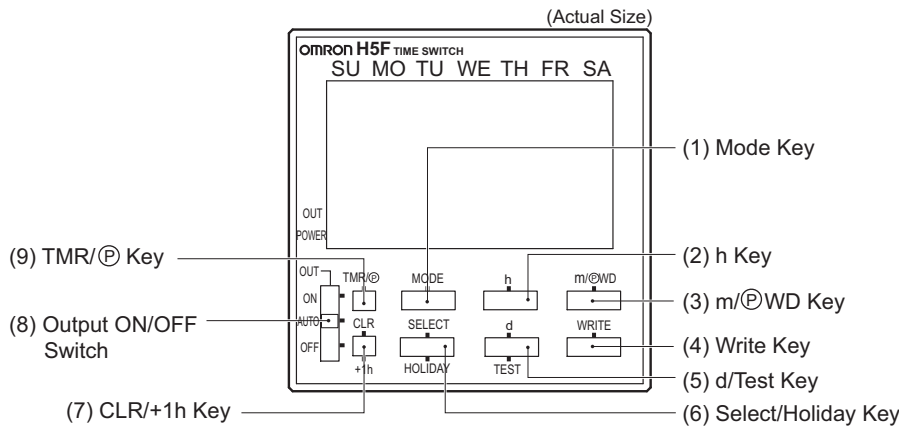 (Actual Size)
OMRON H5F TIME SWITCH
SU MO TU WE TH FR SA
(1) Mode Key
OUT
POWER
(9) TMR/Ⓟ Key
(2) h Key
OUT
TMR/Ⓟ MODE h m/ⓅWD
ON
(3) m/ⓅWD Key
(8) Output ON/OFF
Switch
AUTO CLR SELECT d WRITE
(4) Write Key
OFF
+1h HOLIDAY TEST
(5) d/Test Key
(7) CLR/+1h Key
(6) Select/Holiday Key